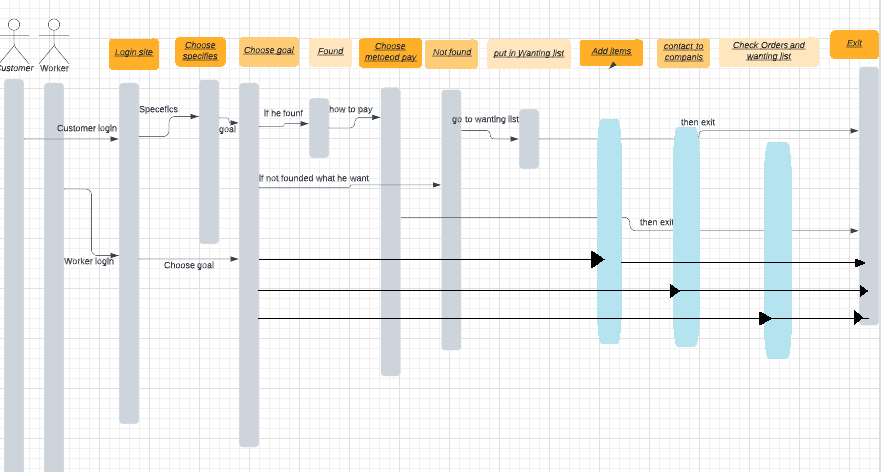 Customer
Worker
Login site
Choose
specifies
Choose goal
Found
Choose
metoend pay
Not found
put in Wanting list
Add items
contact to
companis
Check Orders and
wanting list
Exit
Customer login
Specefics
goal
If he founf
how to pay
go to wanting list
then exit
If not founded what he want
then exit
Worker login
Choose goal